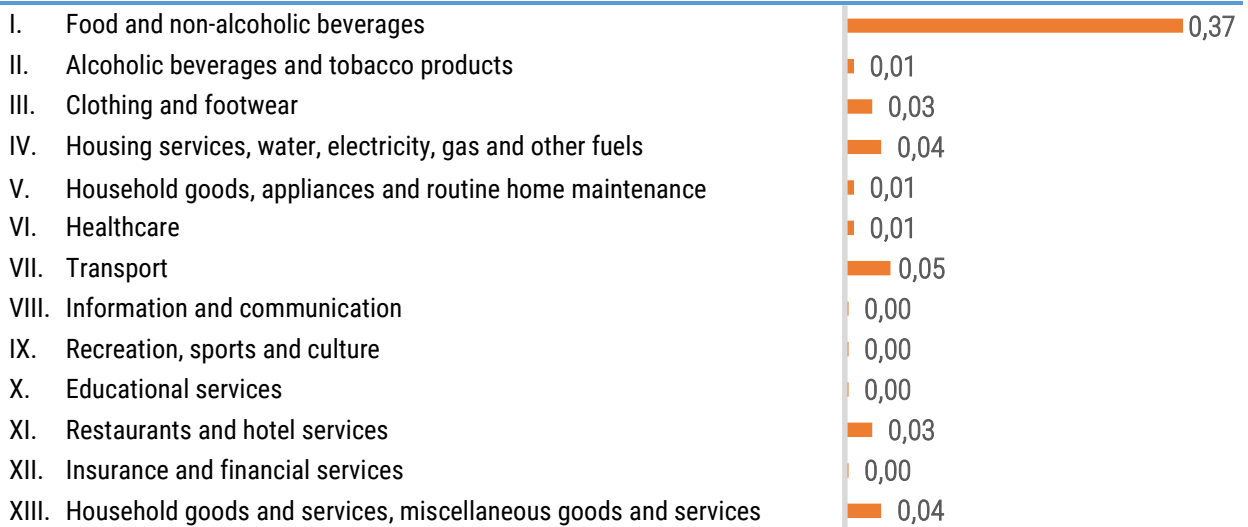 I. Food and non-alcoholic beverages 0,37
II. Alcoholic beverages and tobacco products 0,01
III. Clothing and footwear 0,03
IV. Housing services, water, electricity, gas and other fuels 0,04
V. Household goods, appliances and routine home maintenance 0,01
VI. Healthcare 0,01
VII. Transport 0,05
VIII. Information and communication 0,00
IX. Recreation, sports and culture 0,00
X. Educational services 0,00
XI. Restaurants and hotel services 0,03
XII. Insurance and financial services 0,00
XIII. Household goods and services, miscellaneous goods and services 0,04